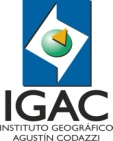 IGAC
INSTITUTO GEOGRÁFICO
AGUSTÍN CODAZZI